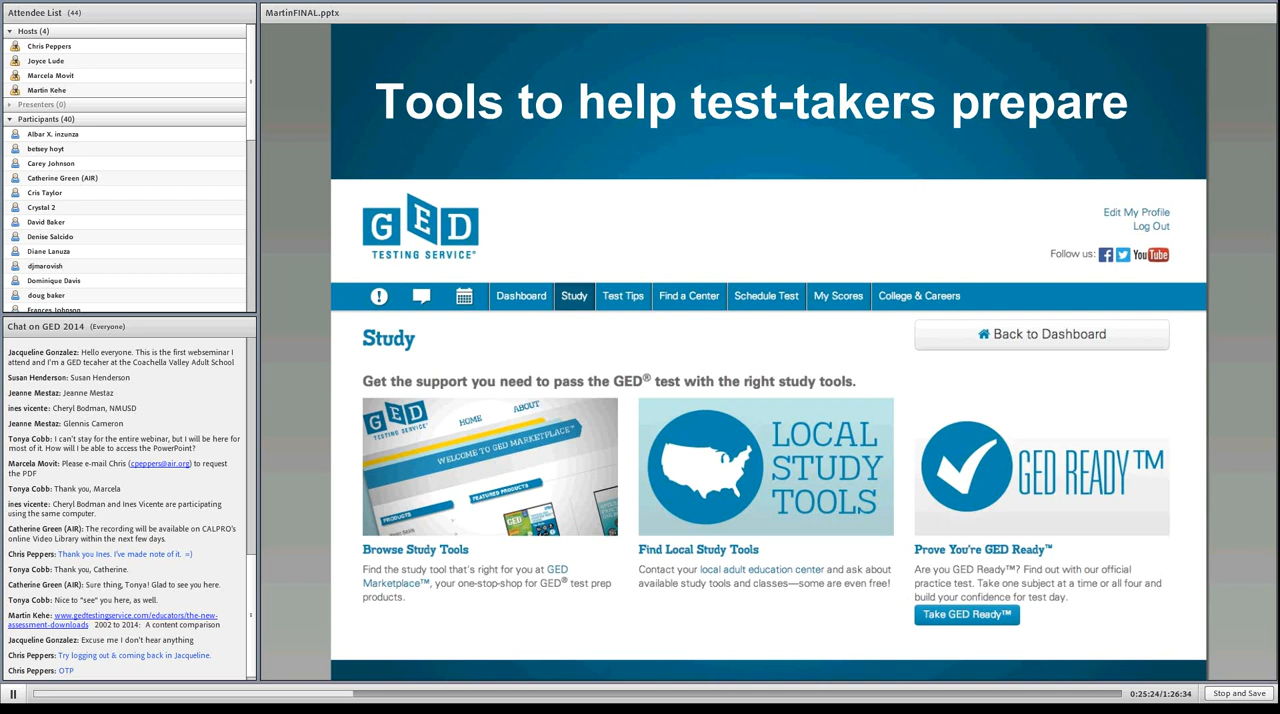 Attendee List (44)
Hosts (4)
Chris Peppers
Joyce Lude
Marcela Movit
Martin Kehe
Presenters (0)
Participants (40)
Albar X. inzunza
betsey hoyt
Carey Johnson
Catherine Green (AIR)
Cris Taylor
Crystal 2
David Baker
Denise Salcido
Diane Lanuza
djmarovish
Dominique Davis
doug baker
Frances Johnson
Chat on GED 2014 (Everyone)
Jacqueline Gonzalez: Hello everyone. This is the first webseminar I
attend and I'm a GED tecaher at the Coachella Valley Adult School
Susan Henderson: Susan Henderson
Jeanne Mestaz: Jeanne Mestaz
ines vicente: Cheryl Bodman, NMUSD
Jeanne Mestaz: Glennis Cameron
Tonya Cobb: I can't stay for the entire webinar, but I will be here for
most of it. How will I be able to access the PowerPoint?
Marcela Movit: Please e-mail Chris (cpeppers@air.org) to request
the PDF
Tonya Cobb: Thank you, Marcela
ines vicente: Cheryl Bodman and Ines Vicente are participating
using the same computer.
Catherine Green (AIR): The recording will be available on CALPRO's
online Video Library within the next few days.
Chris Peppers: Thank you Ines. I've made note of it. =)
Tonya Cobb: Thank you, Catherine.
Catherine Green (AIR): Sure thing, Tonya! Glad to see you here.
Tonya Cobb: Nice to "see" you here, as well.
Martin Kehe: www.gedtestingservice.com/educators/the-new-
assessment-downloads 2002 to 2014: A content comparison
Jacqueline Gonzalez: Excuse me I don't hear anything
Chris Peppers: Try logging out & coming back in Jacqueline.
Chris Peppers: OTP
MartinFINAL.pptx
Tools to help test-takers prepare
GED
TESTING SERVICE®
Edit My Profile
Log Out
Follow us: YouTube
Dashboard Study Test Tips Find a Center Schedule Test My Scores College & Careers
Study
Back to Dashboard
Get the support you need to pass the GED® test with the right study tools.
GED
TESTING SERVICE
HOME ABOUT
WELCOME TO GED MARKETPLACE™
FEATURED PRODUCTS
PRODUCTS
LOCAL
STUDY
TOOLS
GED READY™
Browse Study Tools
Find the study tool that's right for you at GED
Marketplace™, your one-stop-shop for GED® test prep
products.
Find Local Study Tools
Contact your local adult education center and ask about
available study tools and classes—some are even free!
Prove You're GED Ready™
Are you GED Ready™? Find out with our official
practice test. Take one subject at a time or all four and
build your confidence for test day.
Take GED Ready™
0:25:24/1:26:34
Stop and Save